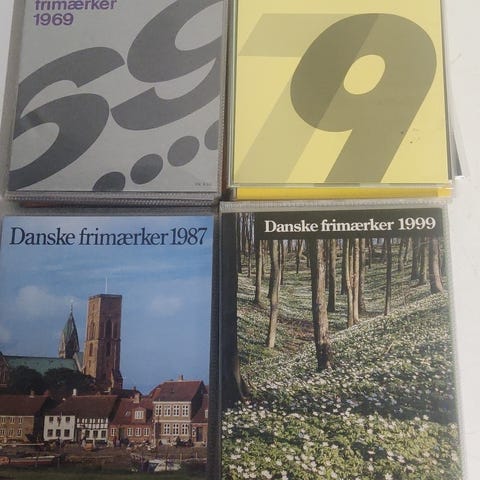 frimærker
1969
69...
79
Danske frimærker 1987
Danske frimærker 1999